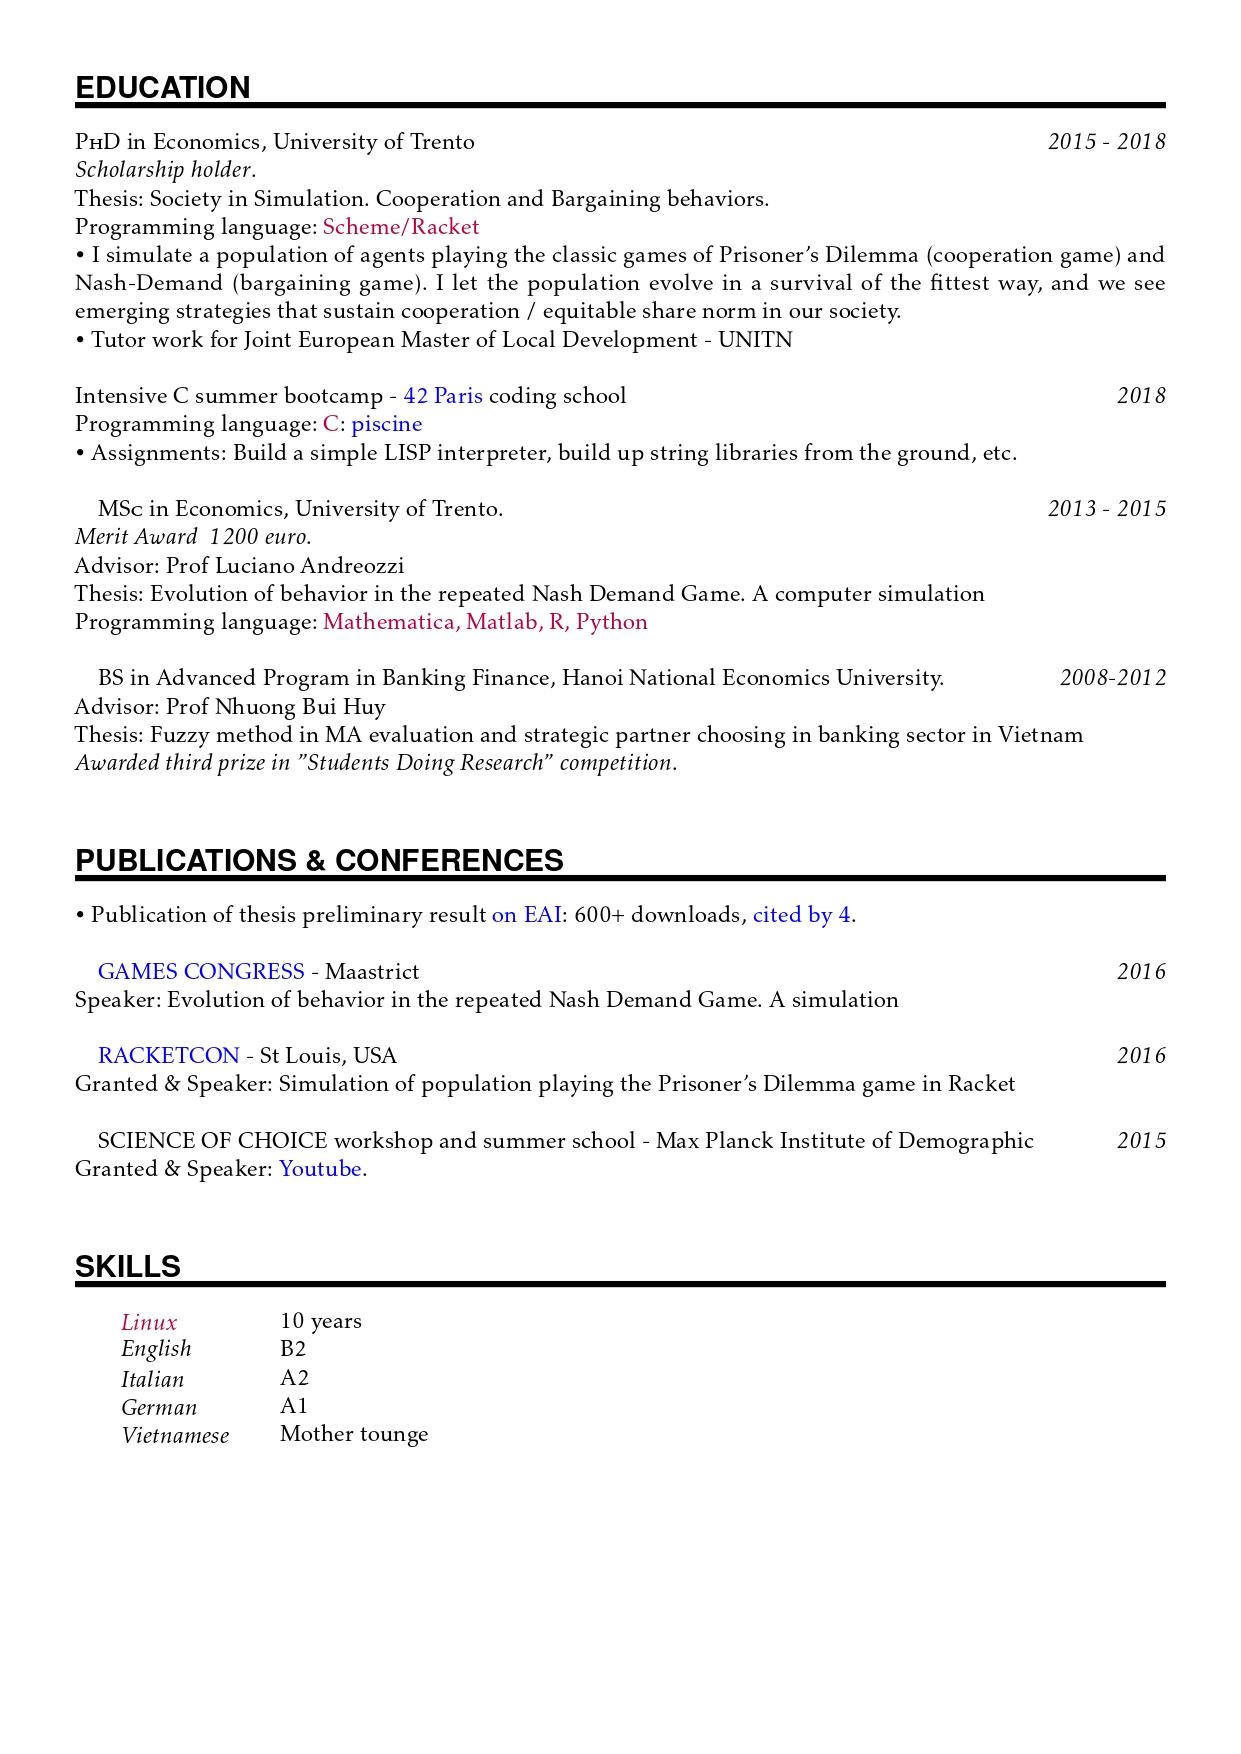 EDUCATION
PhD in Economics, University of Trento 2015 - 2018
Scholarship holder.
Thesis: Society in Simulation. Cooperation and Bargaining behaviors.
Programming language: Scheme/Racket
• I simulate a population of agents playing the classic games of Prisoner’s Dilemma (cooperation game) and
Nash-Demand (bargaining game). I let the population evolve in a survival of the fittest way, and we see
emerging strategies that sustain cooperation / equitable share norm in our society.
• Tutor work for Joint European Master of Local Development - UNITN
Intensive C summer bootcamp - 42 Paris coding school 2018
Programming language: C: piscine
• Assignments: Build a simple LISP interpreter, build up string libraries from the ground, etc.
MSc in Economics, University of Trento. 2013 - 2015
Merit Award 1200 euro.
Advisor: Prof Luciano Andreozzi
Thesis: Evolution of behavior in the repeated Nash Demand Game. A computer simulation
Programming language: Mathematica, Matlab, R, Python
BS in Advanced Program in Banking Finance, Hanoi National Economics University. 2008-2012
Advisor: Prof Nhuong Bui Huy
Thesis: Fuzzy method in MA evaluation and strategic partner choosing in banking sector in Vietnam
Awarded third prize in ”Students Doing Research” competition.
PUBLICATIONS & CONFERENCES
• Publication of thesis preliminary result on EAI: 600+ downloads, cited by 4.
GAMES CONGRESS - Maastrict 2016
Speaker: Evolution of behavior in the repeated Nash Demand Game. A simulation
RACKETCON - St Louis, USA 2016
Granted & Speaker: Simulation of population playing the Prisoner’s Dilemma game in Racket
SCIENCE OF CHOICE workshop and summer school - Max Planck Institute of Demographic 2015
Granted & Speaker: Youtube.
SKILLS
Linux 10 years
English B2
Italian A2
German A1
Vietnamese Mother tounge